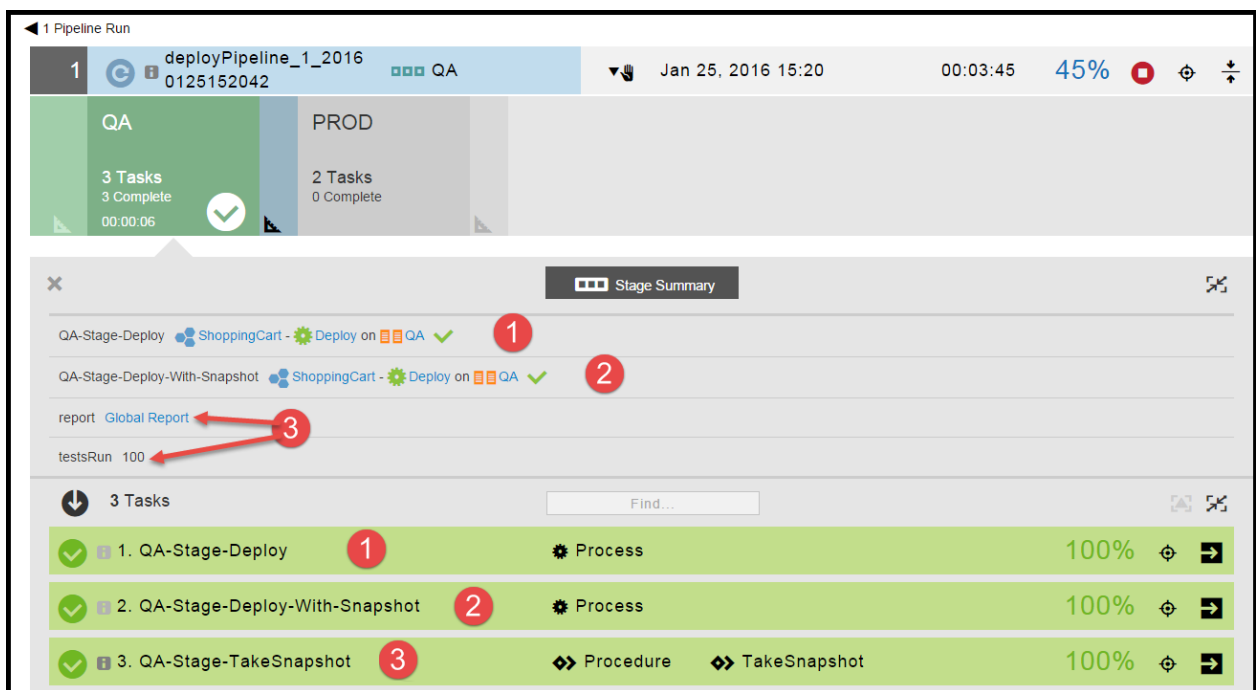 1 Pipeline Run
1 deployPipeline_1_2016 0125152042 QA Jan 25, 2016 15:20 00:03:45 45%
QA PROD
3 Tasks 2 Tasks
3 Complete 0 Complete
00:00:06
Stage Summary
QA-Stage-Deploy ShoppingCart - Deploy on QA 1
QA-Stage-Deploy-With-Snapshot ShoppingCart - Deploy on QA 2
report Global Report 3
testsRun 100
3 Tasks Find...
1. QA-Stage-Deploy 1 Process 100%
2. QA-Stage-Deploy-With-Snapshot 2 Process 100%
3. QA-Stage-TakeSnapshot 3 Procedure TakeSnapshot 100%